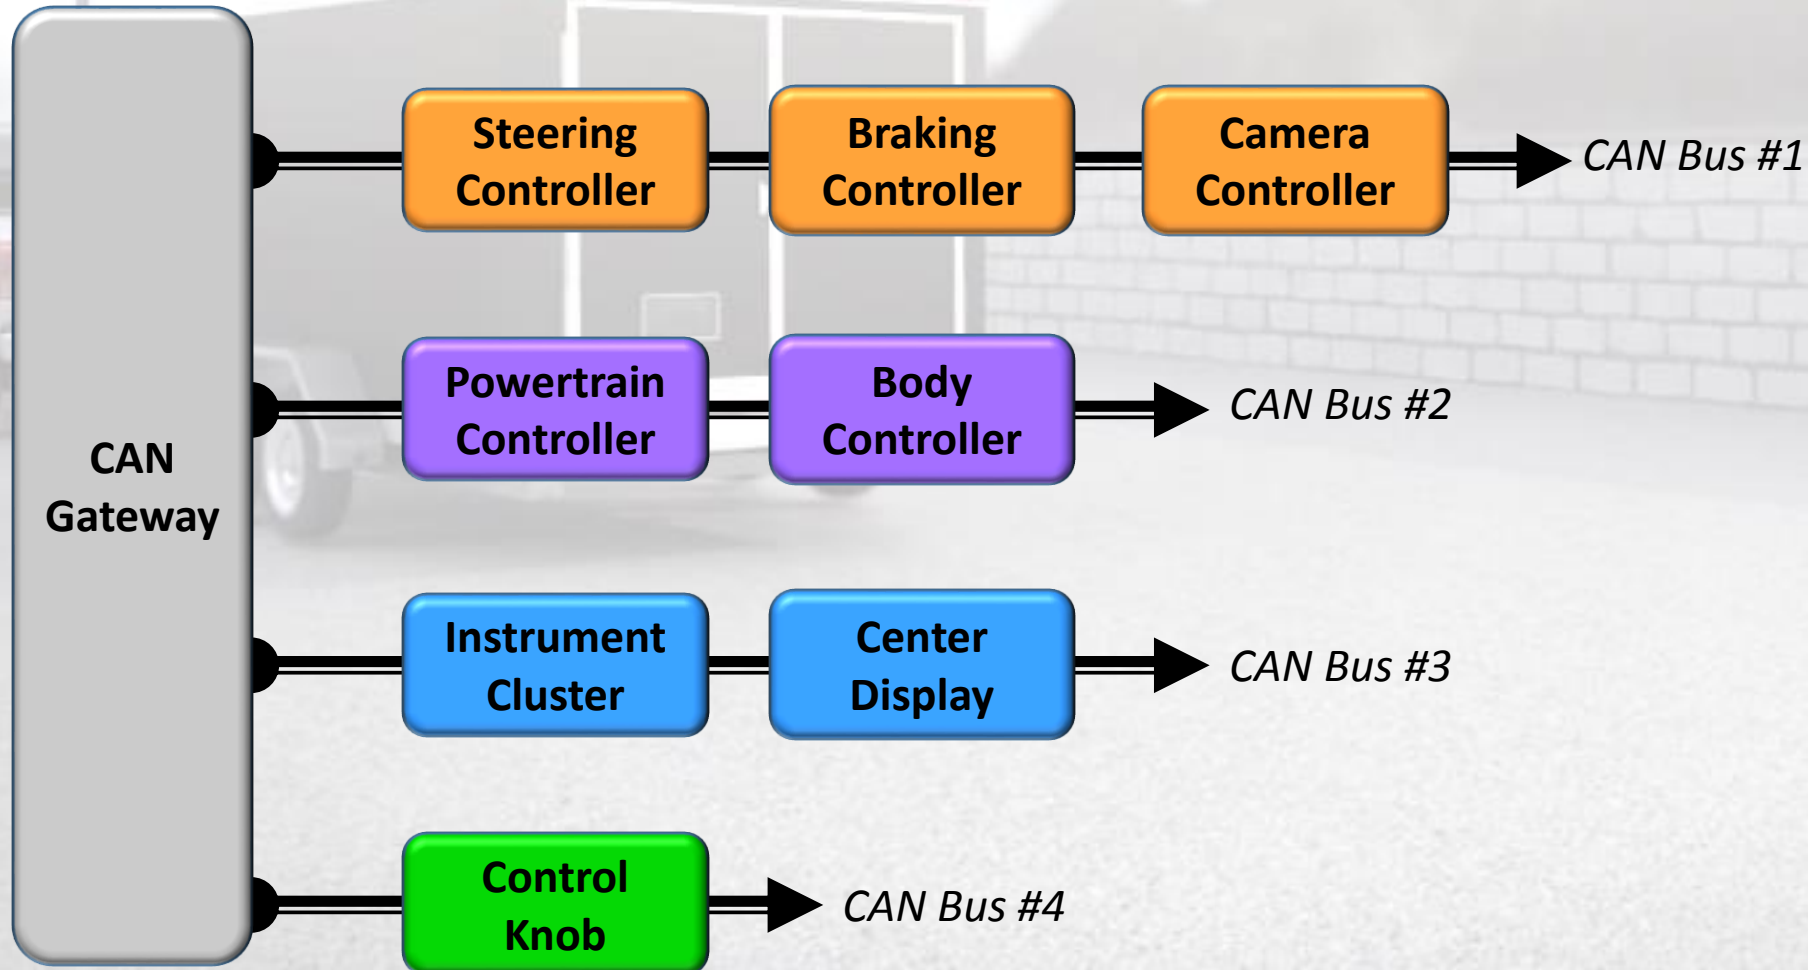 CAN
Gateway
Steering
Controller
Braking
Controller
Camera
Controller
CAN Bus #1
Powertrain
Controller
Body
Controller
CAN Bus #2
Instrument
Cluster
Center
Display
CAN Bus #3
Control
Knob
CAN Bus #4